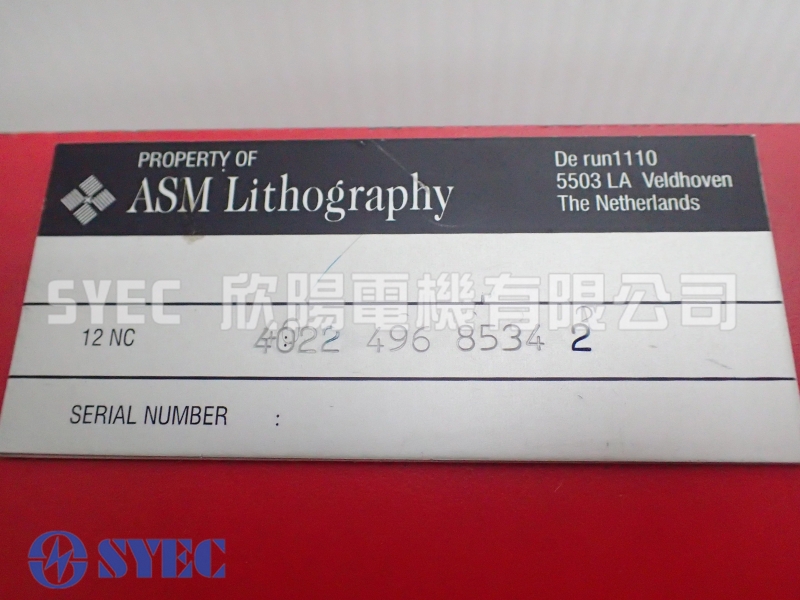 PROPERTY OF
ASM Lithography
De run1110
5503 LA Veldhoven
The Netherlands
SYEC 欣陽電機有限公司
12 NC 4022 496 8534 2
SERIAL NUMBER :
SYEC